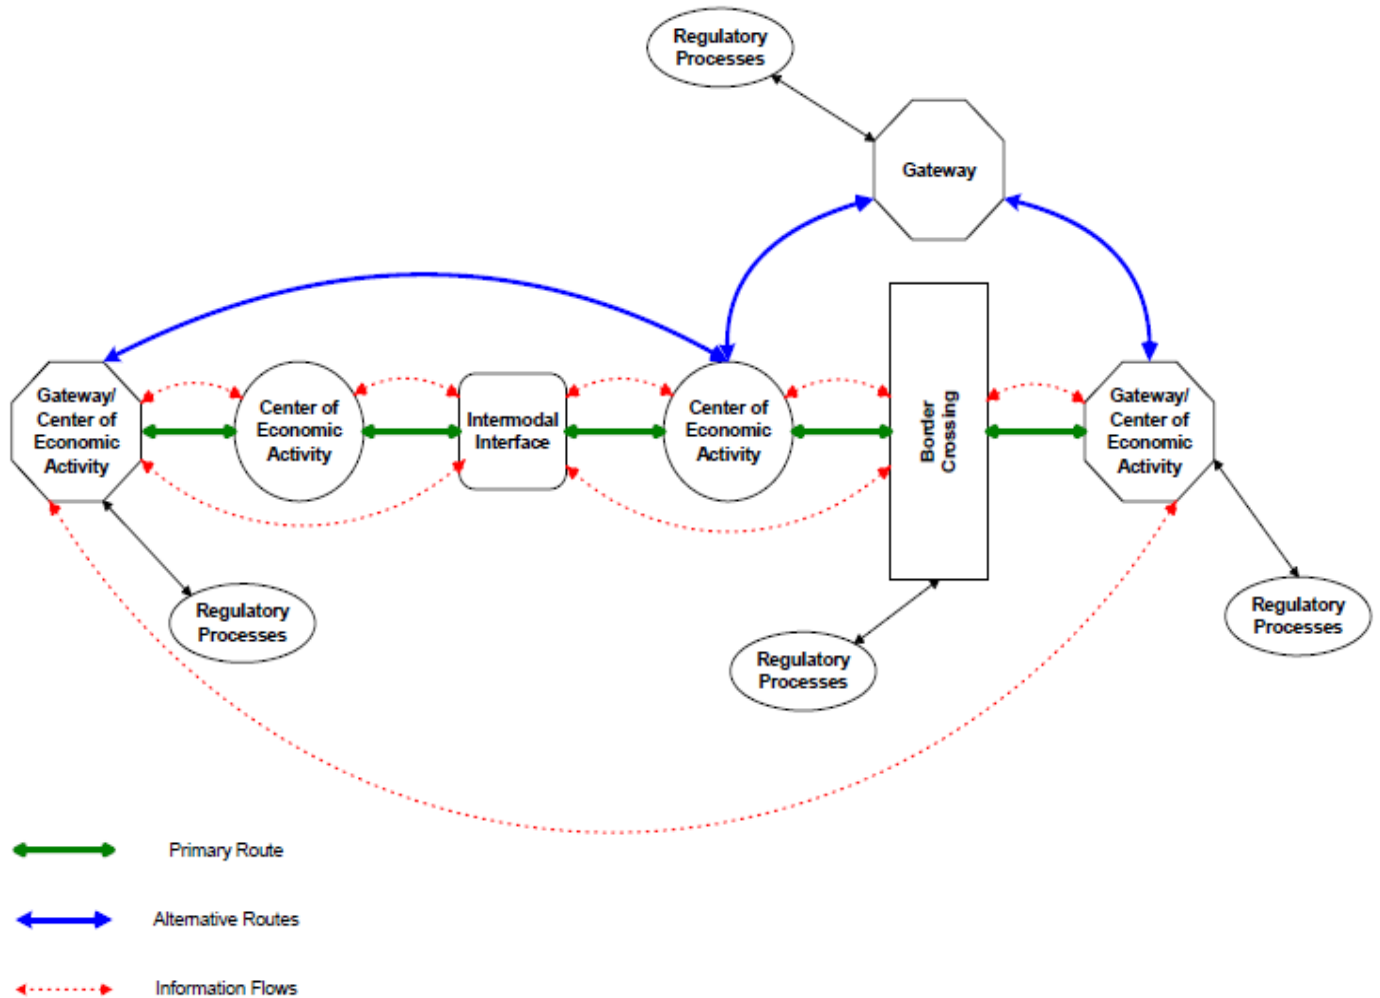 Regulatory
Processes
Gateway
Gateway/
Center of
Economic
Activity
Center of
Economic
Activity
Intermodal
Interface
Center of
Economic
Activity
Border
Crossing
Gateway/
Center of
Economic
Activity
Regulatory
Processes
Regulatory
Processes
Regulatory
Processes
Primary Route
Alternative Routes
Information Flows